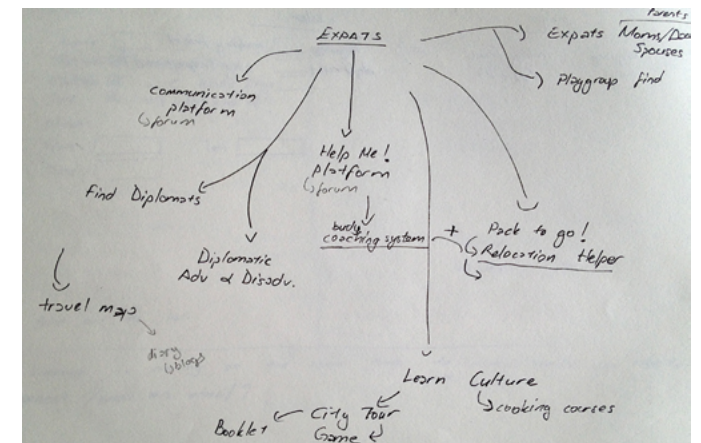 Parents
EXPATS
Expats Moms/Dad
Spouses
Playgroup find
Communication
platform
forum
Help Me!
platform
forum
Find Diplomats
budy
coaching system
+
Pack to go!
Relocation Helper
Diplomatic
Adv & Disadv.
travel map
diary
blogs
Learn Culture
cooking courses
City Tour
Game
Booklet